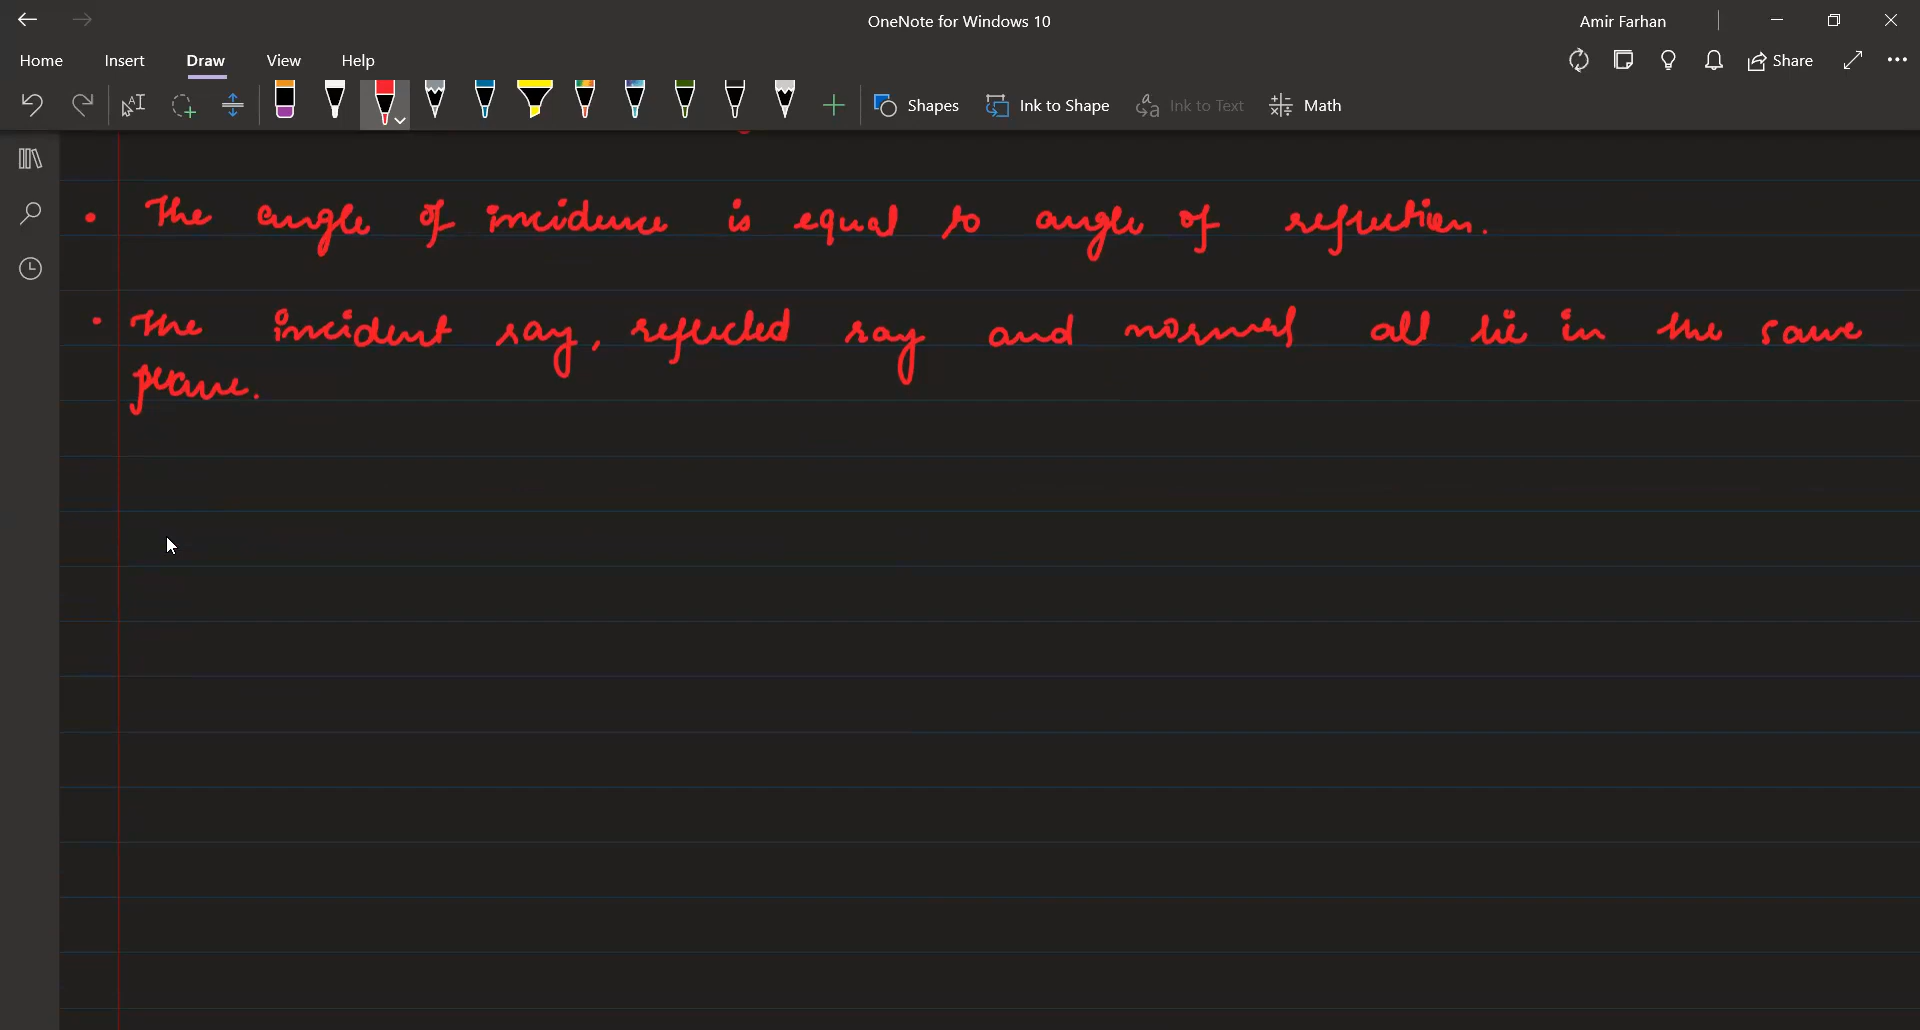 OneNote for Windows 10
Amir Farhan
Home Insert Draw View Help
Share
Shapes Ink to Shape Ink to Text Math
• The angle of incidence is equal to angle of reflection.
• The incident ray, reflected ray and normal all lie in the same
plane.